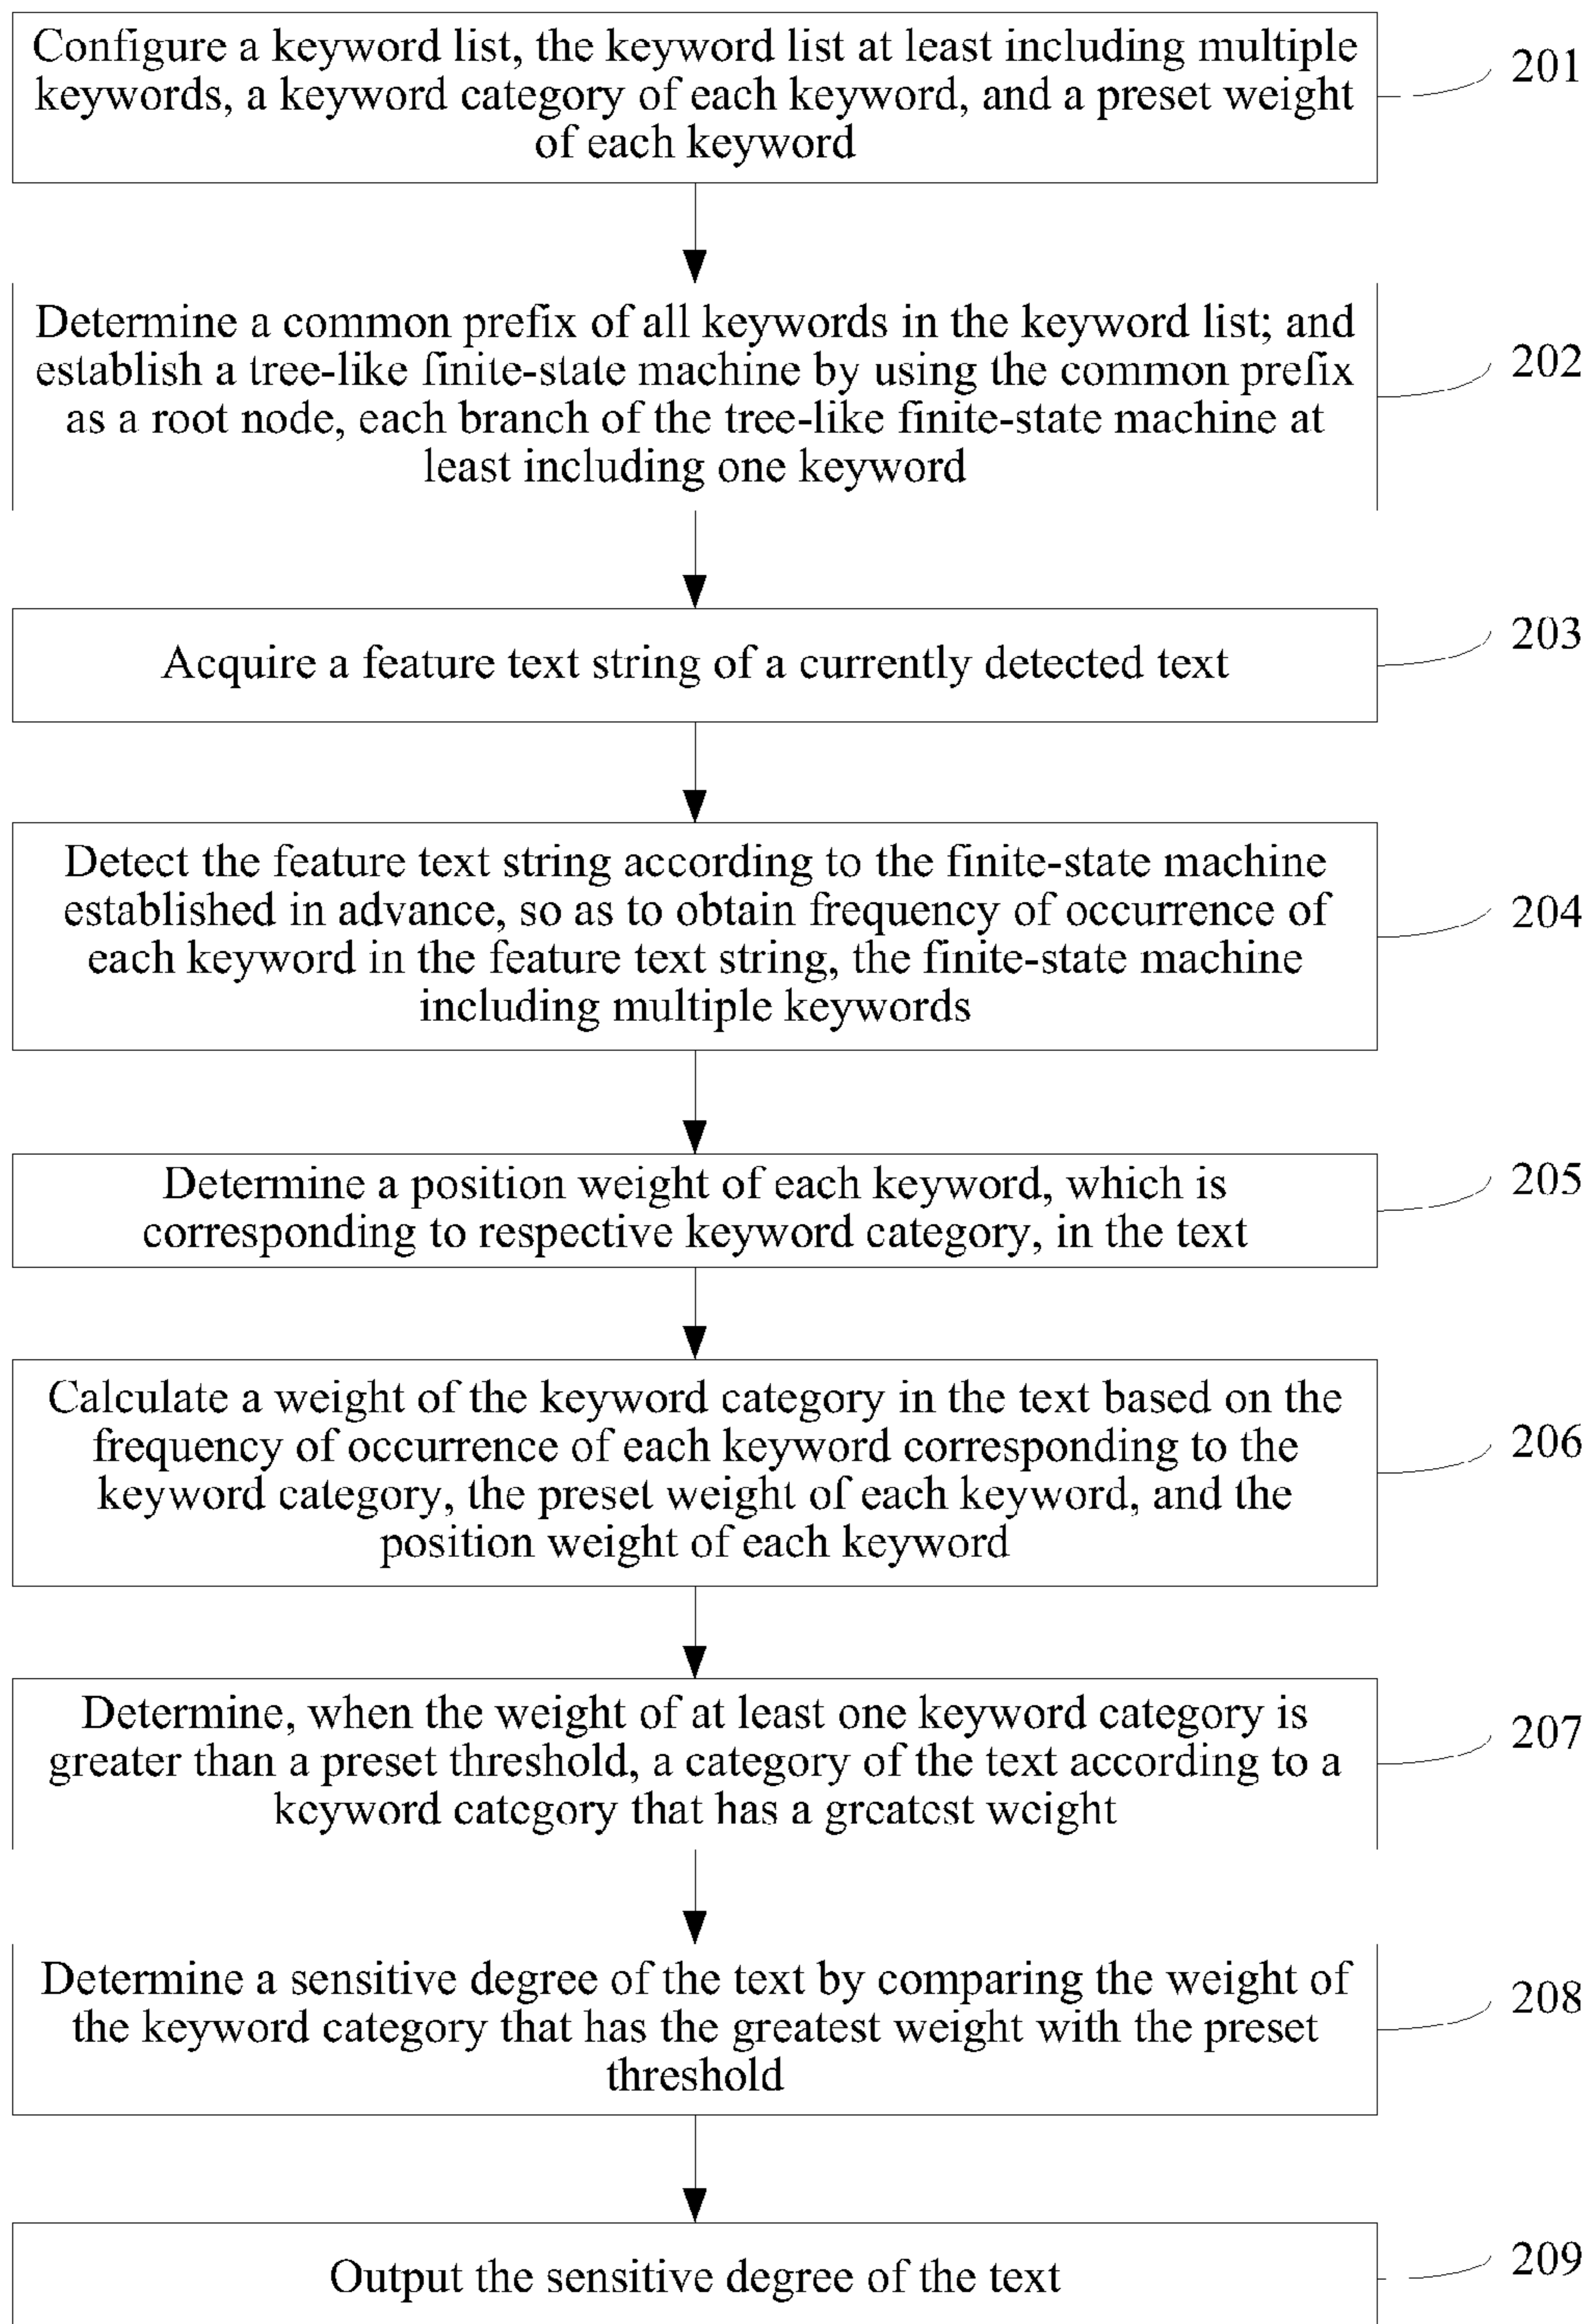 Configure a keyword list, the keyword list at least including multiple
keywords, a keyword category of each keyword, and a preset weight
of each keyword
201
Determine a common prefix of all keywords in the keyword list; and
establish a tree-like finite-state machine by using the common prefix
as a root node, each branch of the tree-like finite-state machine at
least including one keyword
202
Acquire a feature text string of a currently detected text
203
Detect the feature text string according to the finite-state machine
established in advance, so as to obtain frequency of occurrence of
each keyword in the feature text string, the finite-state machine
including multiple keywords
204
Determine a position weight of each keyword, which is
corresponding to respective keyword category, in the text
205
Calculate a weight of the keyword category in the text based on the
frequency of occurrence of each keyword corresponding to the
keyword category, the preset weight of each keyword, and the
position weight of each keyword
206
Determine, when the weight of at least one keyword category is
greater than a preset threshold, a category of the text according to a
keyword category that has a greatest weight
207
Determine a sensitive degree of the text by comparing the weight of
the keyword category that has the greatest weight with the preset
threshold
208
Output the sensitive degree of the text
209